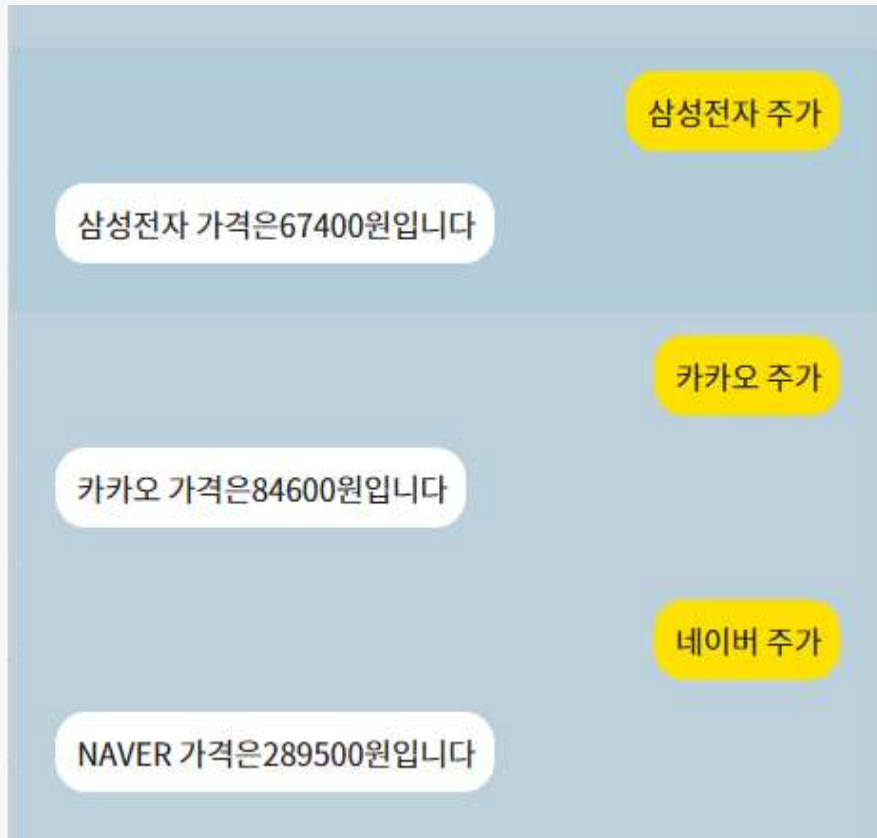 삼성전자 주가
삼성전자 가격은67400원입니다
카카오 주가
카카오 가격은84600원입니다
네이버 주가
NAVER 가격은289500원입니다